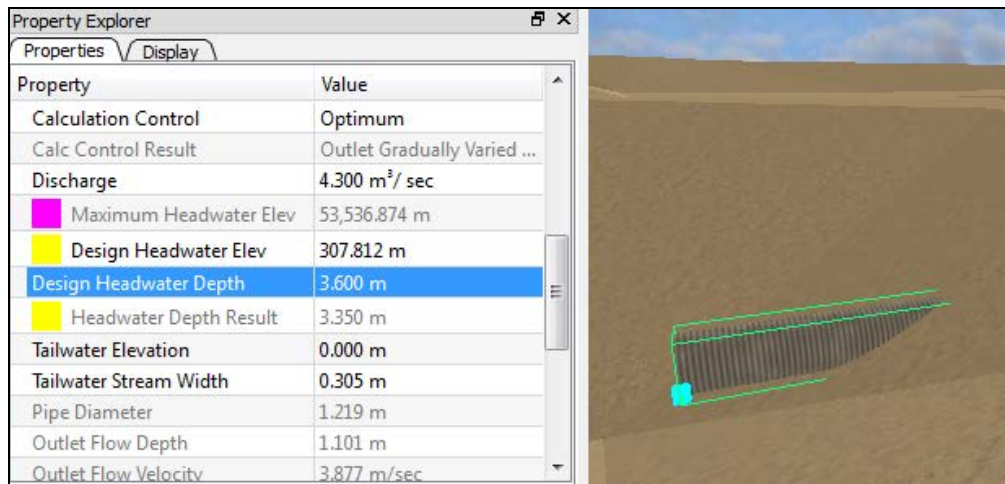 Property Explorer
Properties Display
Property Value
Calculation Control Optimum
Calc Control Result Outlet Gradually Varied ...
Discharge 4.300 m³/ sec
Maximum Headwater Elev 53,536.874 m
Design Headwater Elev 307.812 m
Design Headwater Depth 3.600 m
Headwater Depth Result 3.350 m
Tailwater Elevation 0.000 m
Tailwater Stream Width 0.305 m
Pipe Diameter 1.219 m
Outlet Flow Depth 1.101 m
Outlet Flow Velocity 3.877 m/sec